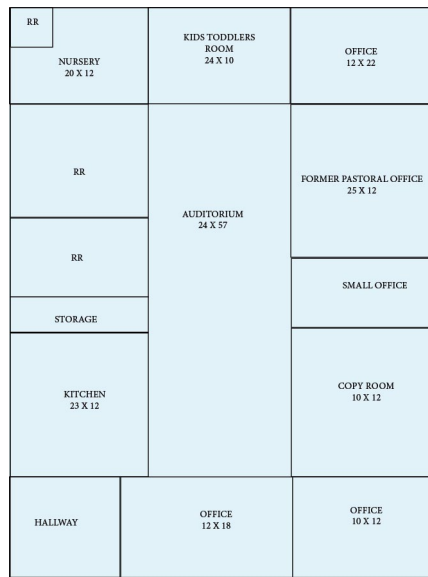 RR
NURSERY
20 X 12
KIDS TODDLERS
ROOM
24 X 10
OFFICE
12 X 22
RR
FORMER PASTORAL OFFICE
25 X 12
AUDITORIUM
24 X 57
RR
SMALL OFFICE
STORAGE
KITCHEN
23 X 12
COPY ROOM
10 X 12
HALLWAY
OFFICE
12 X 18
OFFICE
10 X 12